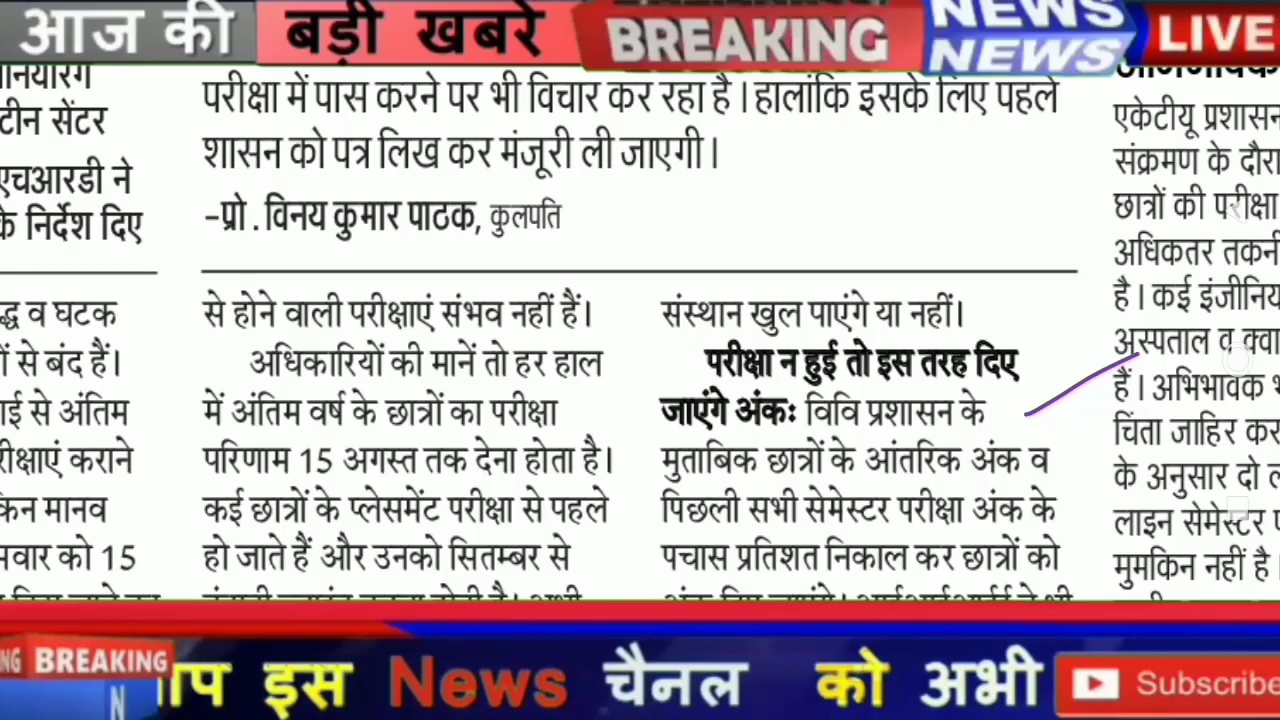 आज की बड़ी खबरे BREAKING NEWS LIVE
NEWS
टीन सेंटर
एचआरडी ने
के निर्देश दिए
परीक्षा में पास करने पर भी विचार कर रहा है। हालांकि इसके लिए पहले
शासन को पत्र लिख कर मंजूरी ली जाएगी।
-प्रो. विनय कुमार पाठक, कुलपति
द्ध व घटक
ों से बंद हैं।
ई से अंतिम
रीक्षाएं कराने
किन मानव
मवार को 15
से होने वाली परीक्षाएं संभव नहीं हैं।
अधिकारियों की मानें तो हर हाल
में अंतिम वर्ष के छात्रों का परीक्षा
परिणाम 15 अगस्त तक देना होता है।
कई छात्रों के प्लेसमेंट परीक्षा से पहले
हो जाते हैं और उनको सितम्बर से
संस्थान खुल पाएंगे या नहीं।
परीक्षा न हुई तो इस तरह दिए
जाएंगे अंकः विवि प्रशासन के
मुताबिक छात्रों के आंतरिक अंक व
पिछली सभी सेमेस्टर परीक्षा अंक के
पचास प्रतिशत निकाल कर छात्रों को
एकेटीयू प्रशासन
संक्रमण के दौरा
छात्रों की परीक्षा
अधिकतर तकनी
है। कई इंजीनिय
अस्पताल व क्वा
हैं। अभिभावक भ
चिंता जाहिर कर
के अनुसार दो ल
लाइन सेमेस्टर प
मुमकिन नहीं है।
NG BREAKING
N
आप इस News चैनल को अभी Subscribe